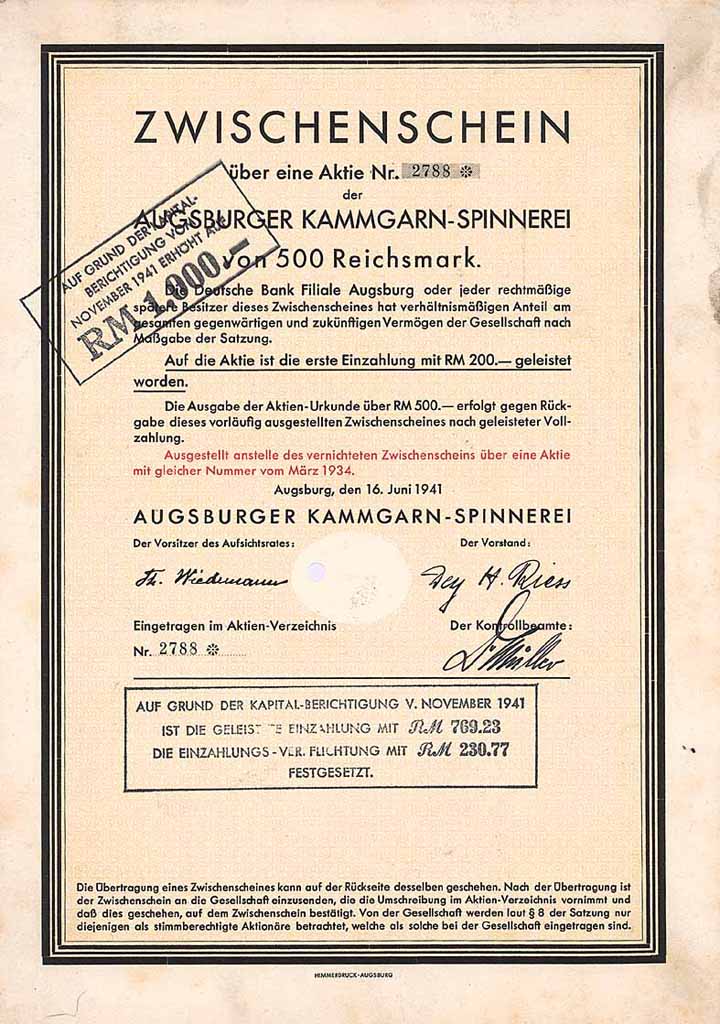 ZWISCHENSCHEIN
über eine Aktie Nr. 2788 ❊
der
AUGSBURGER KAMMGARN-SPINNEREI
von 500 Reichsmark.
AUF GRUND DER KAPITAL-
BERICHTIGUNG VOM
NOVEMBER 1941 ERHÖHT AUF
RM 1.000.—
Die Deutsche Bank Filiale Augsburg oder jeder rechtmäßige
spätere Besitzer dieses Zwischenscheines hat verhältnismäßigen Anteil am
gesamten gegenwärtigen und zukünftigen Vermögen der Gesellschaft nach
Maßgabe der Satzung.
Auf die Aktie ist die erste Einzahlung mit RM 200.— geleistet
worden.
Die Ausgabe der Aktien-Urkunde über RM 500.— erfolgt gegen Rück-
gabe dieses vorläufig ausgestellten Zwischenscheines nach geleisteter Voll-
zahlung.
Ausgestellt anstelle des vernichteten Zwischenscheins über eine Aktie
mit gleicher Nummer vom März 1934.
Augsburg, den 16. Juni 1941
AUGSBURGER KAMMGARN-SPINNEREI
Der Vorsitzer des Aufsichtsrates: Der Vorstand:
Th. Wiedemann H. Riess
Eingetragen im Aktien-Verzeichnis Der Kontrollbeamte:
Nr. 2788 ❊ Müller
AUF GRUND DER KAPITAL-BERICHTIGUNG V. NOVEMBER 1941
IST DIE GELEISTETE EINZAHLUNG MIT RM 769.23
DIE EINZAHLUNGS-VERPFLICHTUNG MIT RM 230.77
FESTGESETZT.
Die Übertragung eines Zwischenscheines kann auf der Rückseite desselben geschehen. Nach der Übertragung ist
der Zwischenschein an die Gesellschaft einzusenden, die die Umschreibung im Aktien-Verzeichnis vornimmt und
daß dies geschehen, auf dem Zwischenschein bestätigt. Von der Gesellschaft werden laut § 8 der Satzung nur
diejenigen als stimmberechtigte Aktionäre betrachtet, welche als solche bei der Gesellschaft eingetragen sind.
HIMMERDRUCK-AUGSBURG